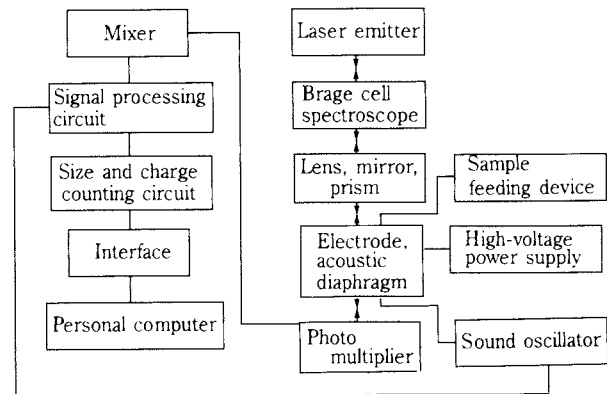 Mixer
Signal processing
circuit
Size and charge
counting circuit
Interface
Personal computer
Laser emitter
Brage cell
spectroscope
Lens, mirror,
prism
Electrode,
acoustic
diaphragm
Photo
multiplier
Sample
feeding device
High-voltage
power supply
Sound oscillator